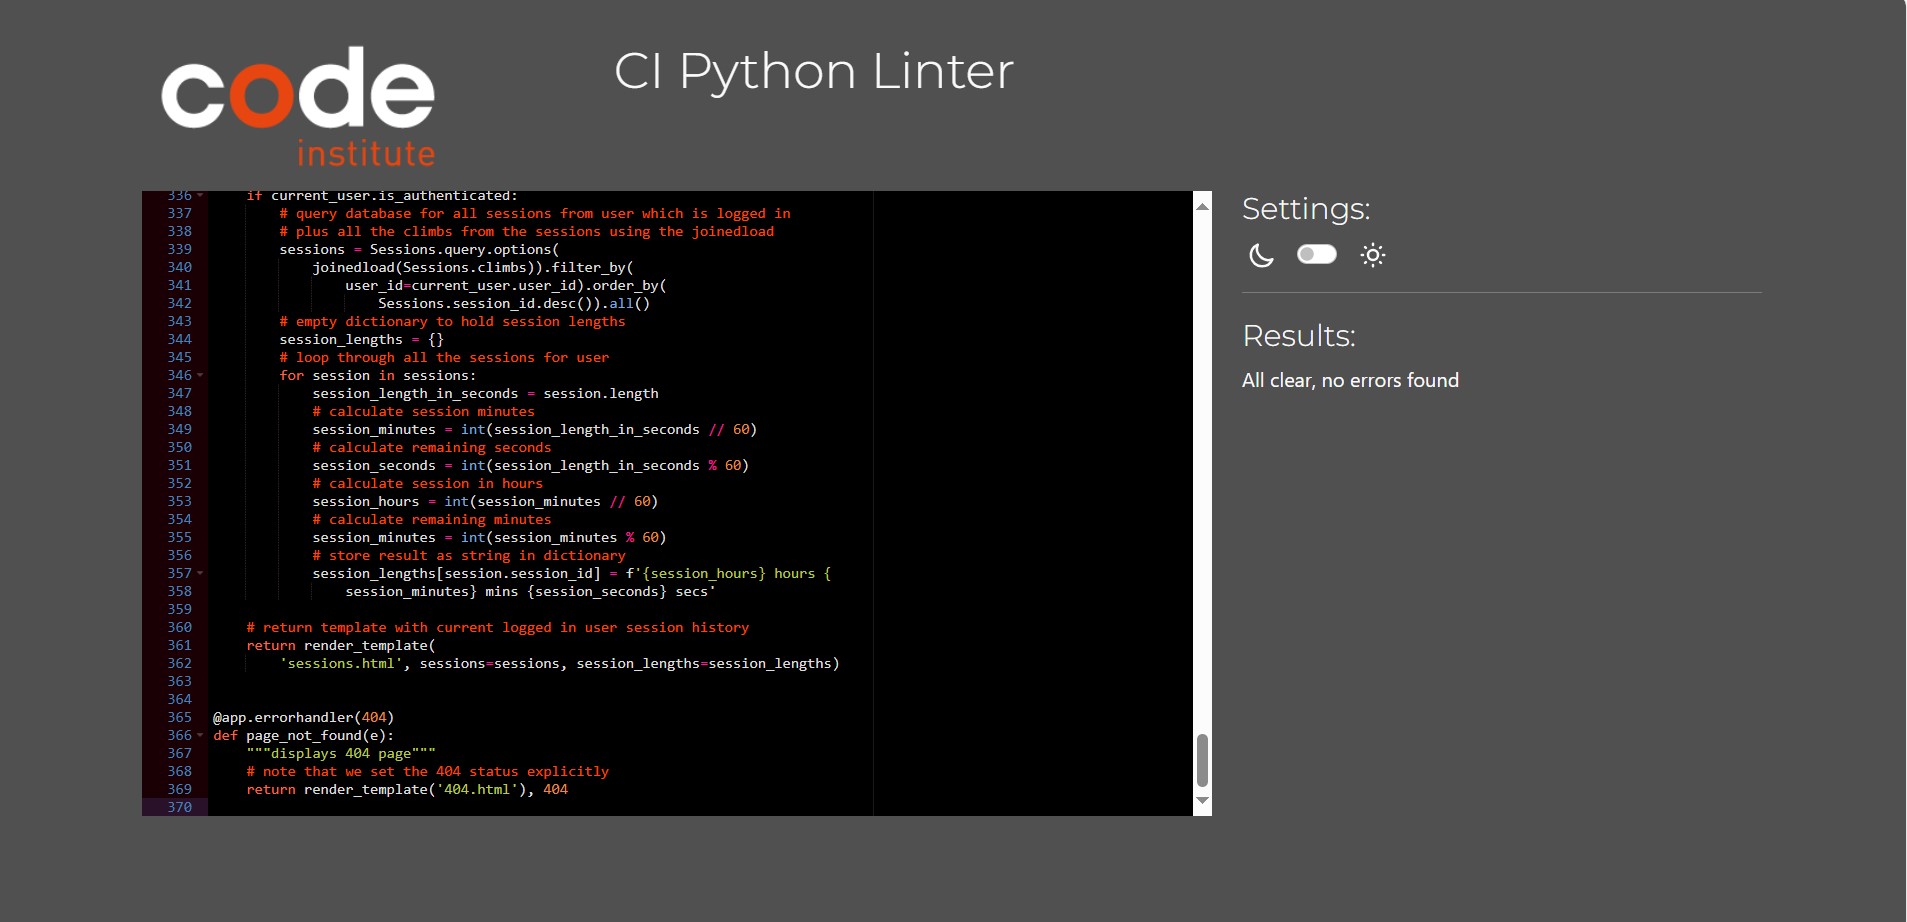 code
institute
CI Python Linter
336 if current_user.is_authenticated:
337 # query database for all sessions from user which is logged in
338 # plus all the climbs from the sessions using the joinedload
339 sessions = Sessions.query.options(
340 joinedload(Sessions.climbs)).filter_by(
341 user_id=current_user.user_id).order_by(
342 Sessions.session_id.desc()).all()
343 # empty dictionary to hold session lengths
344 session_lengths = {}
345 # loop through all the sessions for user
346 for session in sessions:
347 session_length_in_seconds = session.length
348 # calculate session minutes
349 session_minutes = int(session_length_in_seconds // 60)
350 # calculate remaining seconds
351 session_seconds = int(session_length_in_seconds % 60)
352 # calculate session in hours
353 session_hours = int(session_minutes // 60)
354 # calculate remaining minutes
355 session_minutes = int(session_minutes % 60)
356 # store result as string in dictionary
357 session_lengths[session.session_id] = f'{session_hours} hours {
358 session_minutes} mins {session_seconds} secs'
359
360 # return template with current logged in user session history
361 return render_template(
362 'sessions.html', sessions=sessions, session_lengths=session_lengths)
363
364
365 @app.errorhandler(404)
366 def page_not_found(e):
367 """displays 404 page"""
368 # note that we set the 404 status explicitly
369 return render_template('404.html'), 404
370
Settings:
Results:
All clear, no errors found